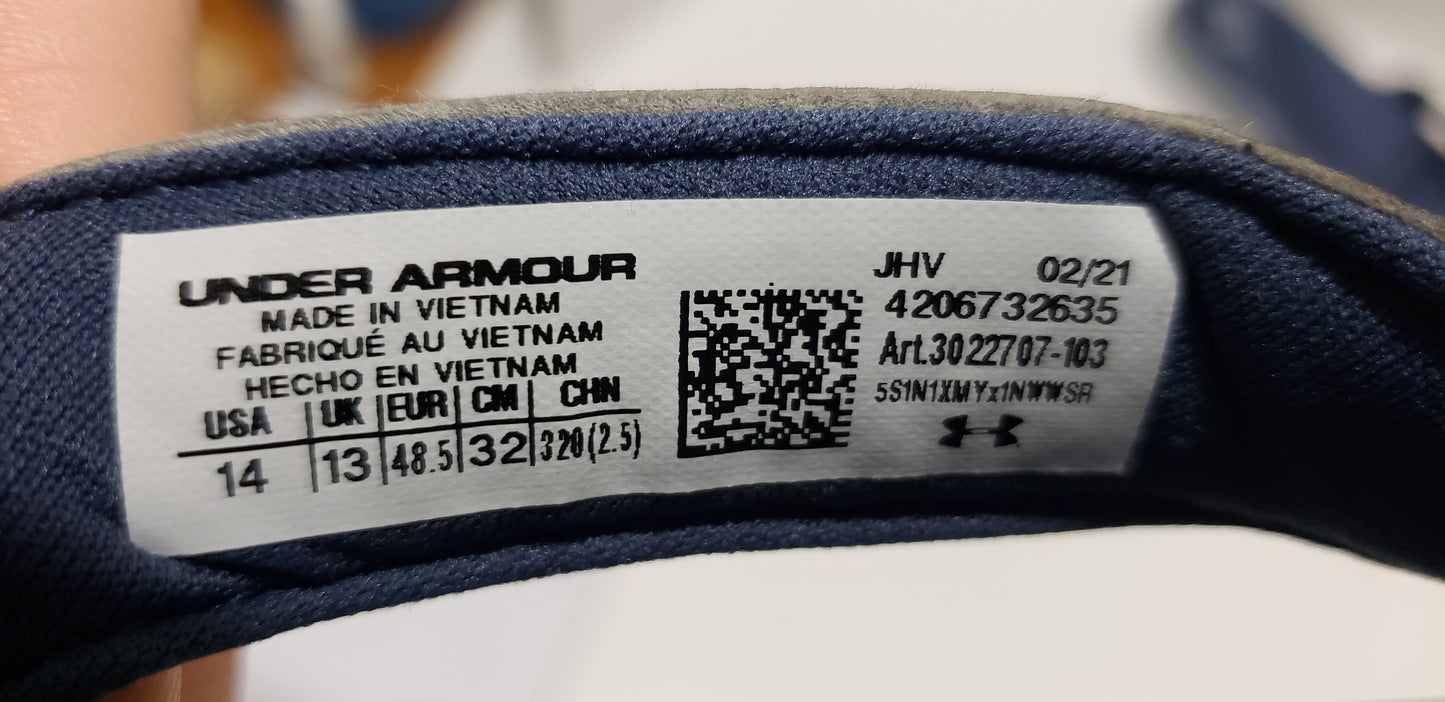 UNDER ARMOUR
MADE IN VIETNAM
FABRIQUÉ AU VIETNAM
HECHO EN VIETNAM
USA UK EUR CM CHN
14 13 48.5 32 320(2.5)
JHV 02/21
4206732635
Art.3022707-103
5S1N1XMYx1NWWSR